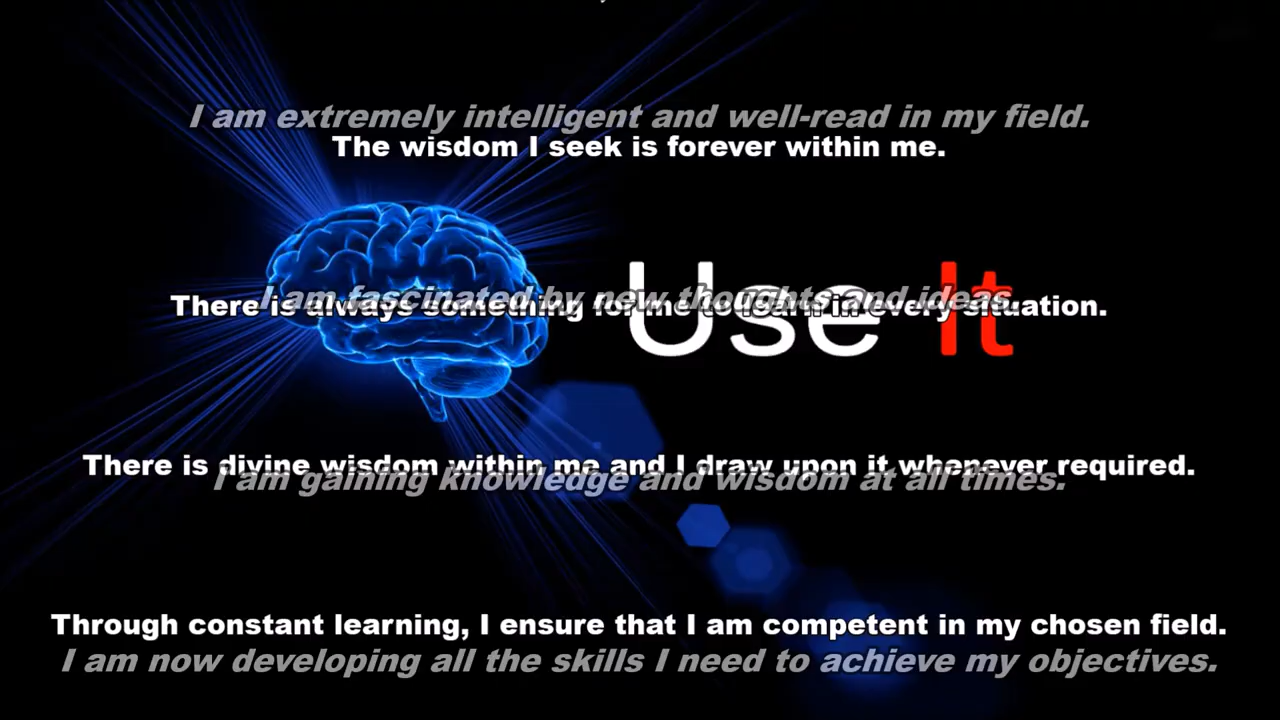 I am extremely intelligent and well-read in my field.
The wisdom I seek is forever within me.
I am fascinated by new thoughts and ideas.
There is always something for me to learn in every situation.
Use It
There is divine wisdom within me and I draw upon it whenever required.
I am gaining knowledge and wisdom at all times.
Through constant learning, I ensure that I am competent in my chosen field.
I am now developing all the skills I need to achieve my objectives.